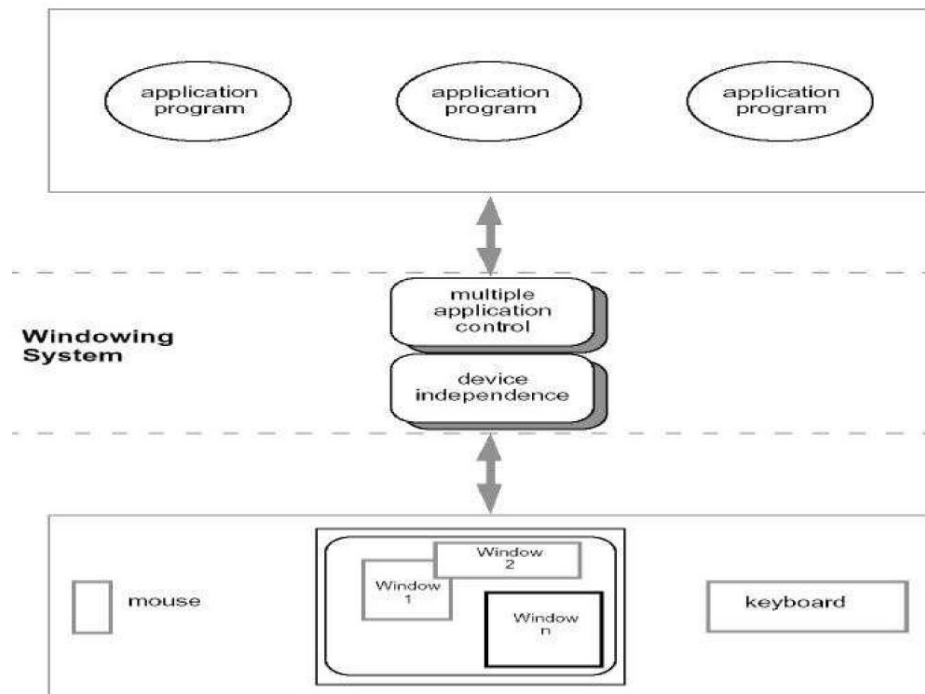 application
program
application
program
application
program
multiple
application
control
Windowing
System
device
independence
mouse
Window
1
Window
2
Window
n
keyboard